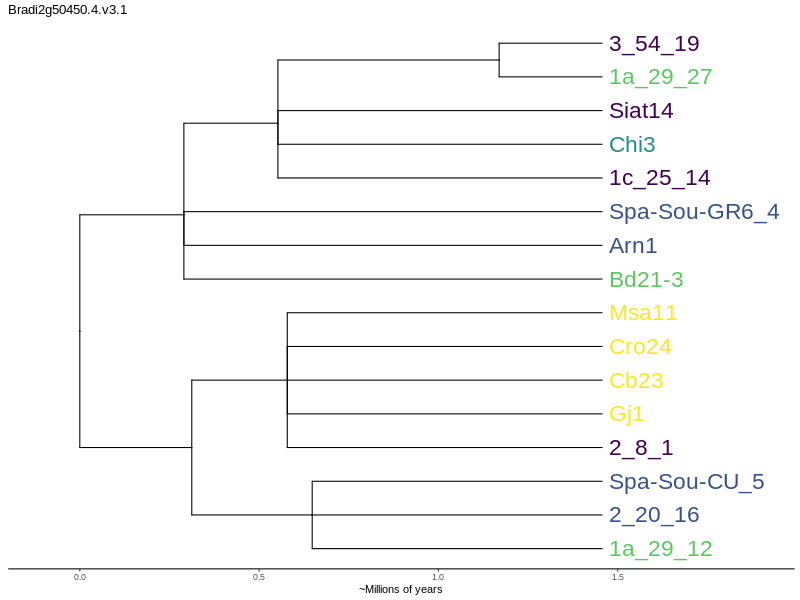 Bradi2g50450.4.v3.1
3_54_19
1a_29_27
Siat14
Chi3
1c_25_14
Spa-Sou-GR6_4
Arn1
Bd21-3
Msa11
Cro24
Cb23
Gj1
2_8_1
Spa-Sou-CU_5
2_20_16
1a_29_12
0.0 0.5 1.0 1.5
~Millions of years